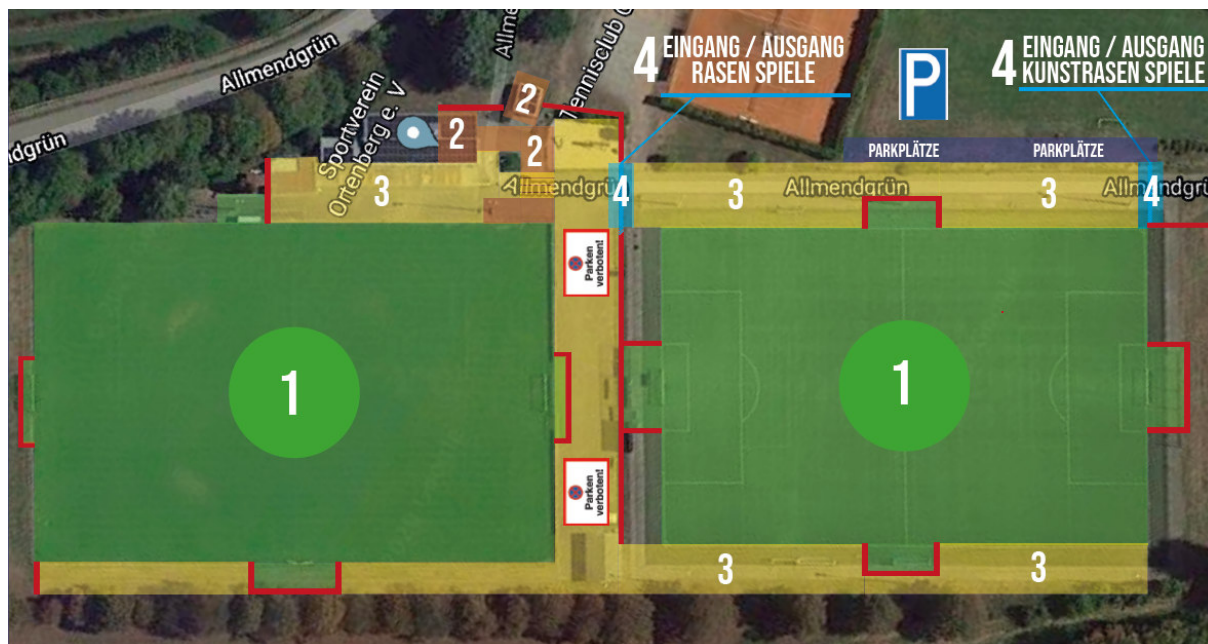 Allmendgrün
ndgrün
Sportverein
Ortenberg e. V
Allme
Tennisclub
4 EINGANG / AUSGANG
RASEN SPIELE
4 EINGANG / AUSGANG
KUNSTRASEN SPIELE
P
PARKPLÄTZE
PARKPLÄTZE
2
2
2
3
Allmendgrün
4
3
Allmendgrün
3
Allmendgrü
4
Parken
verboten!
1
1
Parken
verboten!
3
3